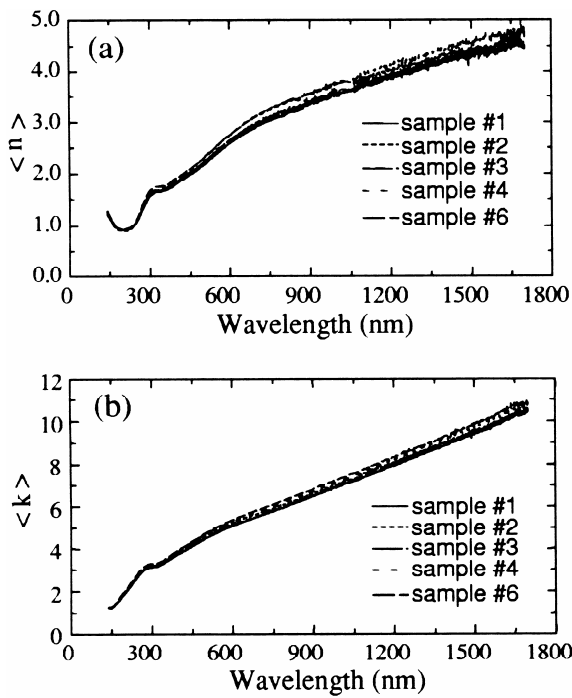 (a)
< n >
5.0
4.0
3.0
2.0
1.0
0.0
sample #1
sample #2
sample #3
sample #4
sample #6
0 300 600 900 1200 1500 1800
Wavelength (nm)
(b)
< k >
12
10
8
6
4
2
0
sample #1
sample #2
sample #3
sample #4
sample #6
0 300 600 900 1200 1500 1800
Wavelength (nm)